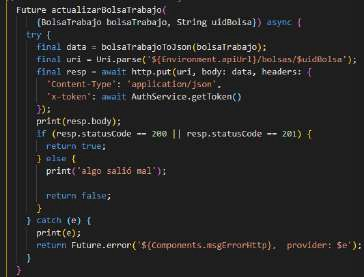 Future actualizarBolsaTrabajo(
{BolsaTrabajo bolsaTrabajo, String uidBolsa}) async {
try {
final data = bolsaTrabajoToJson(bolsaTrabajo);
final uri = Uri.parse('${Environment.apiUrl}/bolsas/$uidBolsa');
final resp = await http.put(uri, body: data, headers: {
'Content-Type': 'application/json',
'x-token': await AuthService.getToken()
});
print(resp.body);
if (resp.statusCode == 200 || resp.statusCode == 201) {
return true;
} else {
print('algo salió mal');
return false;
}
} catch (e) {
print(e);
return Future.error('${Components.msgErrorHttp}, provider: $e');
}
}